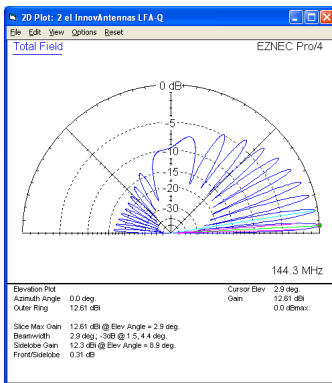 2D Plot: 2 el InnovAntennas LFA-Q
File Edit View Options Reset
Total Field
EZNEC Pro/4
0 dB
-5
-10
-15
-20
-30
144.3 MHz
Elevation Plot
Cursor Elev 2.9 deg.
Azimuth Angle 0.0 deg.
Gain 12.61 dBi
Outer Ring 12.61 dBi
0.0 dBmax
Slice Max Gain 12.61 dBi @ Elev Angle = 2.9 deg.
Beamwidth 2.9 deg.; -3dB @ 1.5, 4.4 deg.
Sidelobe Gain 12.3 dBi @ Elev Angle = 8.9 deg.
Front/Sidelobe 0.31 dB